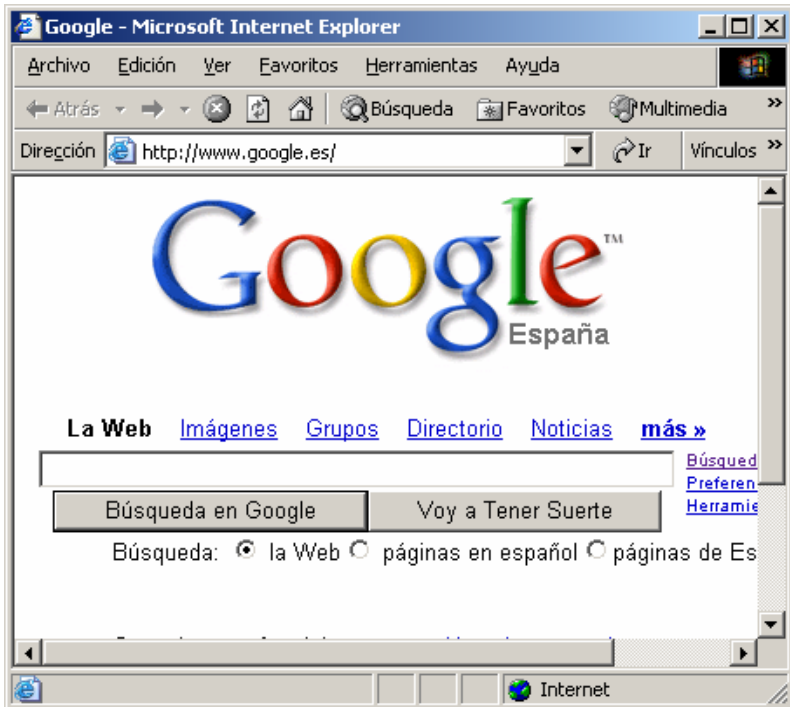 Google - Microsoft Internet Explorer
Archivo Edición Ver Favoritos Herramientas Ayuda
Atrás Búsqueda Favoritos Multimedia »
Dirección http://www.google.es/ Ir Vínculos »
Google™
España
La Web Imágenes Grupos Directorio Noticias más »
Búsqued
Preferen
Búsqueda en Google Voy a Tener Suerte Herramie
Búsqueda: la Web páginas en español páginas de Es
Internet